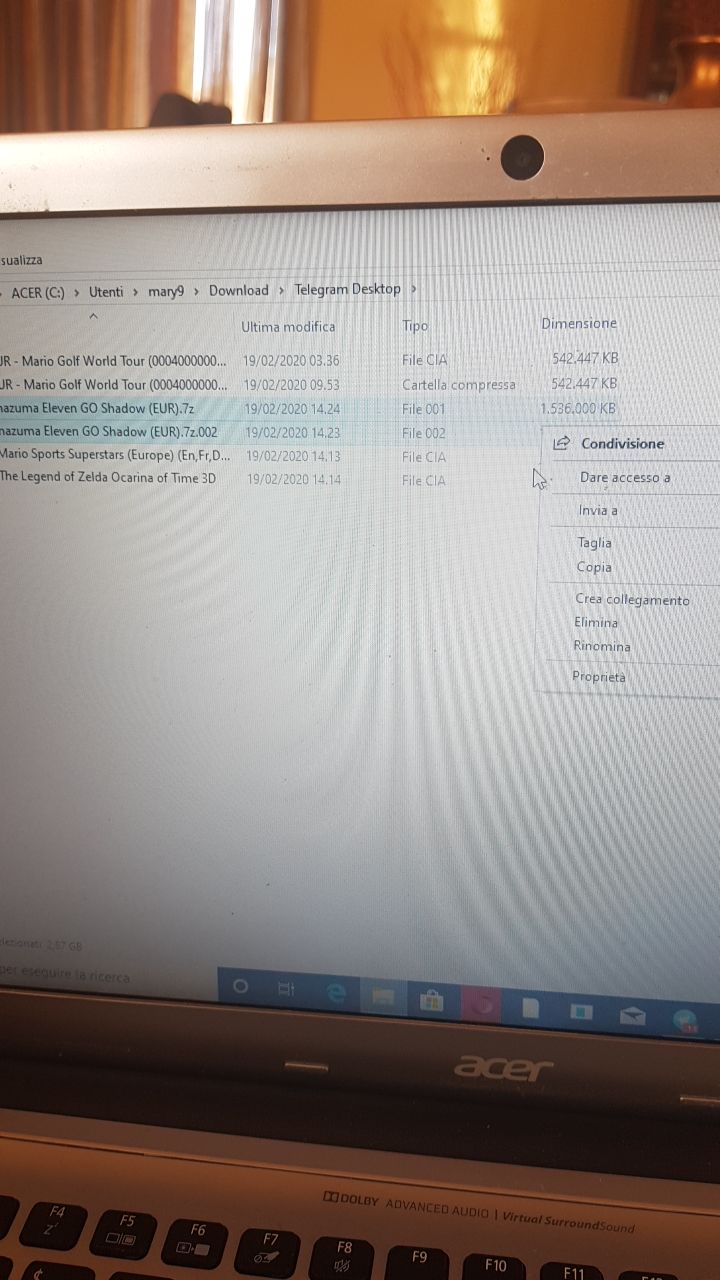 sualizza
ACER (C:) › Utenti › mary9 › Download › Telegram Desktop ›
Ultima modifica Tipo Dimensione
JR - Mario Golf World Tour (0004000000... 19/02/2020 03.36 File CIA 542.447 KB
JR - Mario Golf World Tour (0004000000... 19/02/2020 09.53 Cartella compressa 542.447 KB
nazuma Eleven GO Shadow (EUR).7z 19/02/2020 14.24 File 001 1.536.000 KB
nazuma Eleven GO Shadow (EUR).7z.002 19/02/2020 14.23 File 002
Mario Sports Superstars (Europe) (En,Fr,D... 19/02/2020 14.13 File CIA
The Legend of Zelda Ocarina of Time 3D 19/02/2020 14.14 File CIA
Condivisione
Dare accesso a
Invia a
Taglia
Copia
Crea collegamento
Elimina
Rinomina
Proprietà
lezionati 2,87 GB
per eseguire la ricerca
acer
DOLBY ADVANCED AUDIO | Virtual SurroundSound
F4 F5 F6 F7 F8 F9 F10 F11